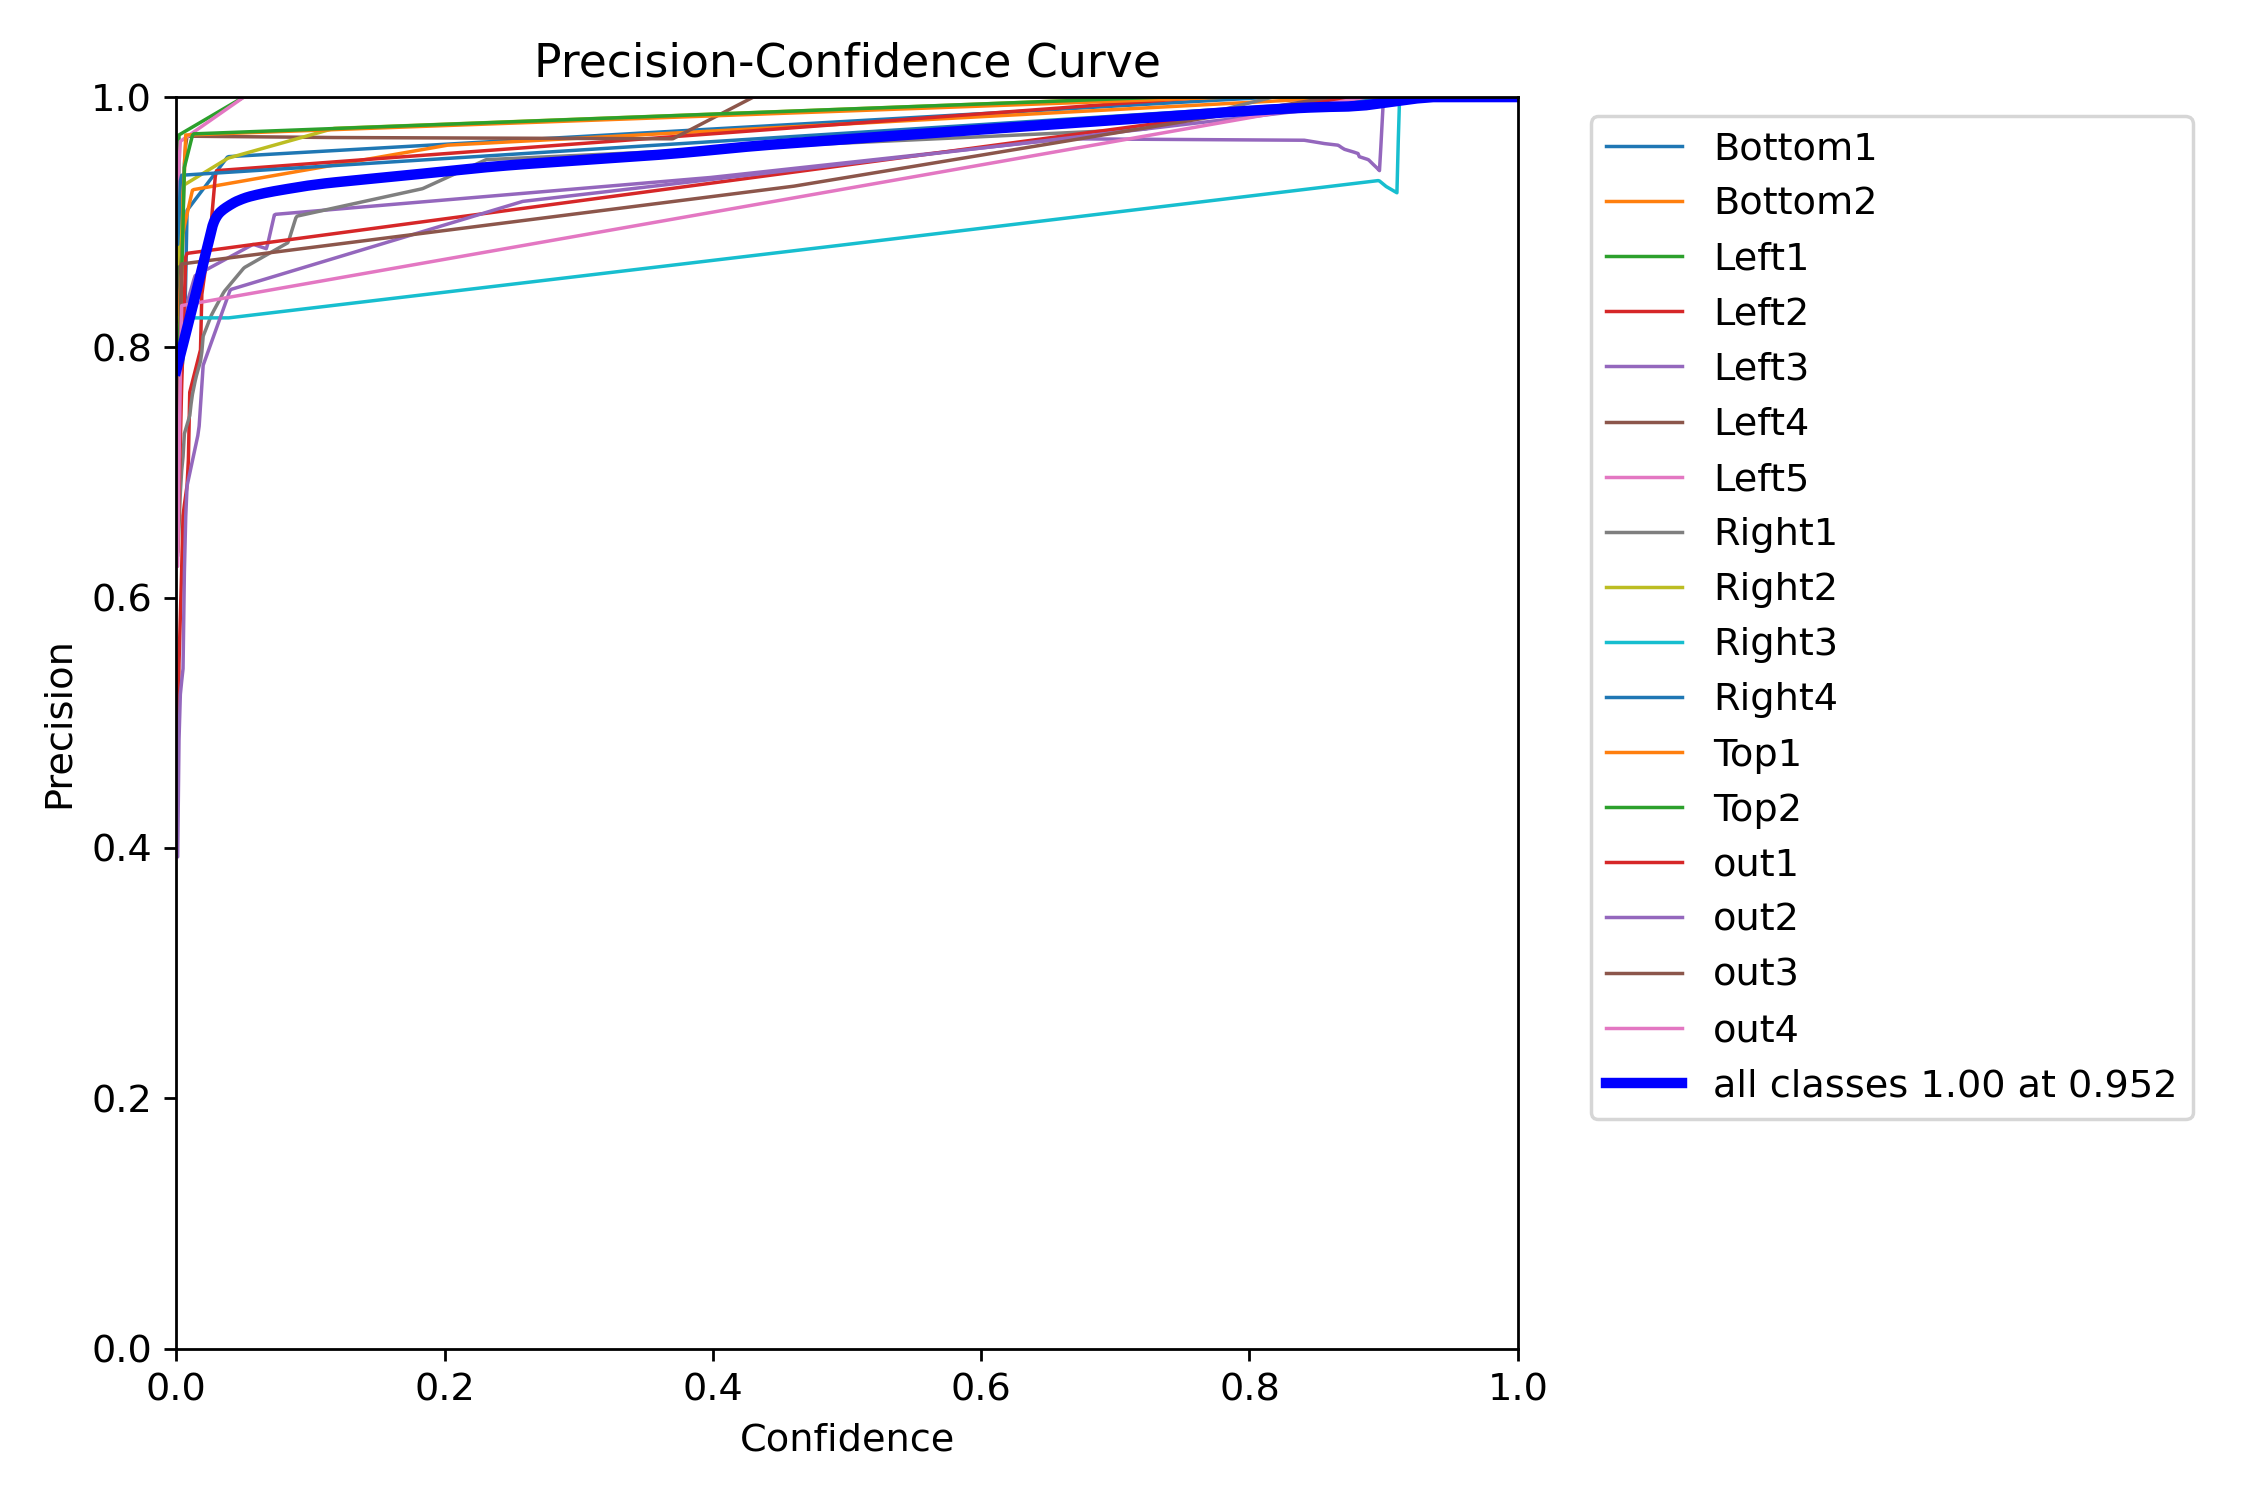 Precision-Confidence Curve
1.0
0.8
0.6
0.4
0.2
0.0
Precision
0.0 0.2 0.4 0.6 0.8 1.0
Confidence
Bottom1
Bottom2
Left1
Left2
Left3
Left4
Left5
Right1
Right2
Right3
Right4
Top1
Top2
out1
out2
out3
out4
all classes 1.00 at 0.952